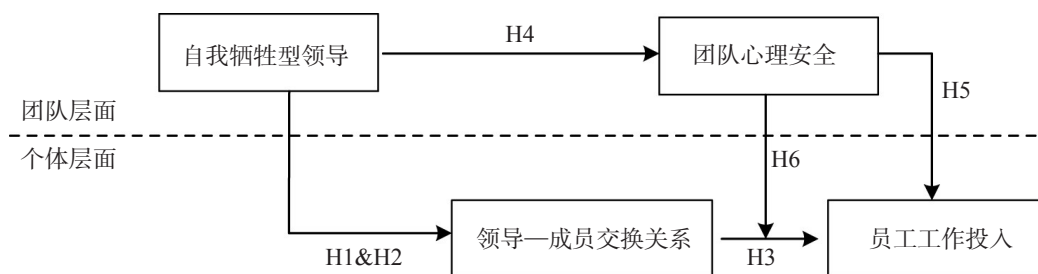 自我牺牲型领导
H4
团队心理安全
H5
团队层面
个体层面
H6
H1&H2
领导—成员交换关系
H3
员工工作投入